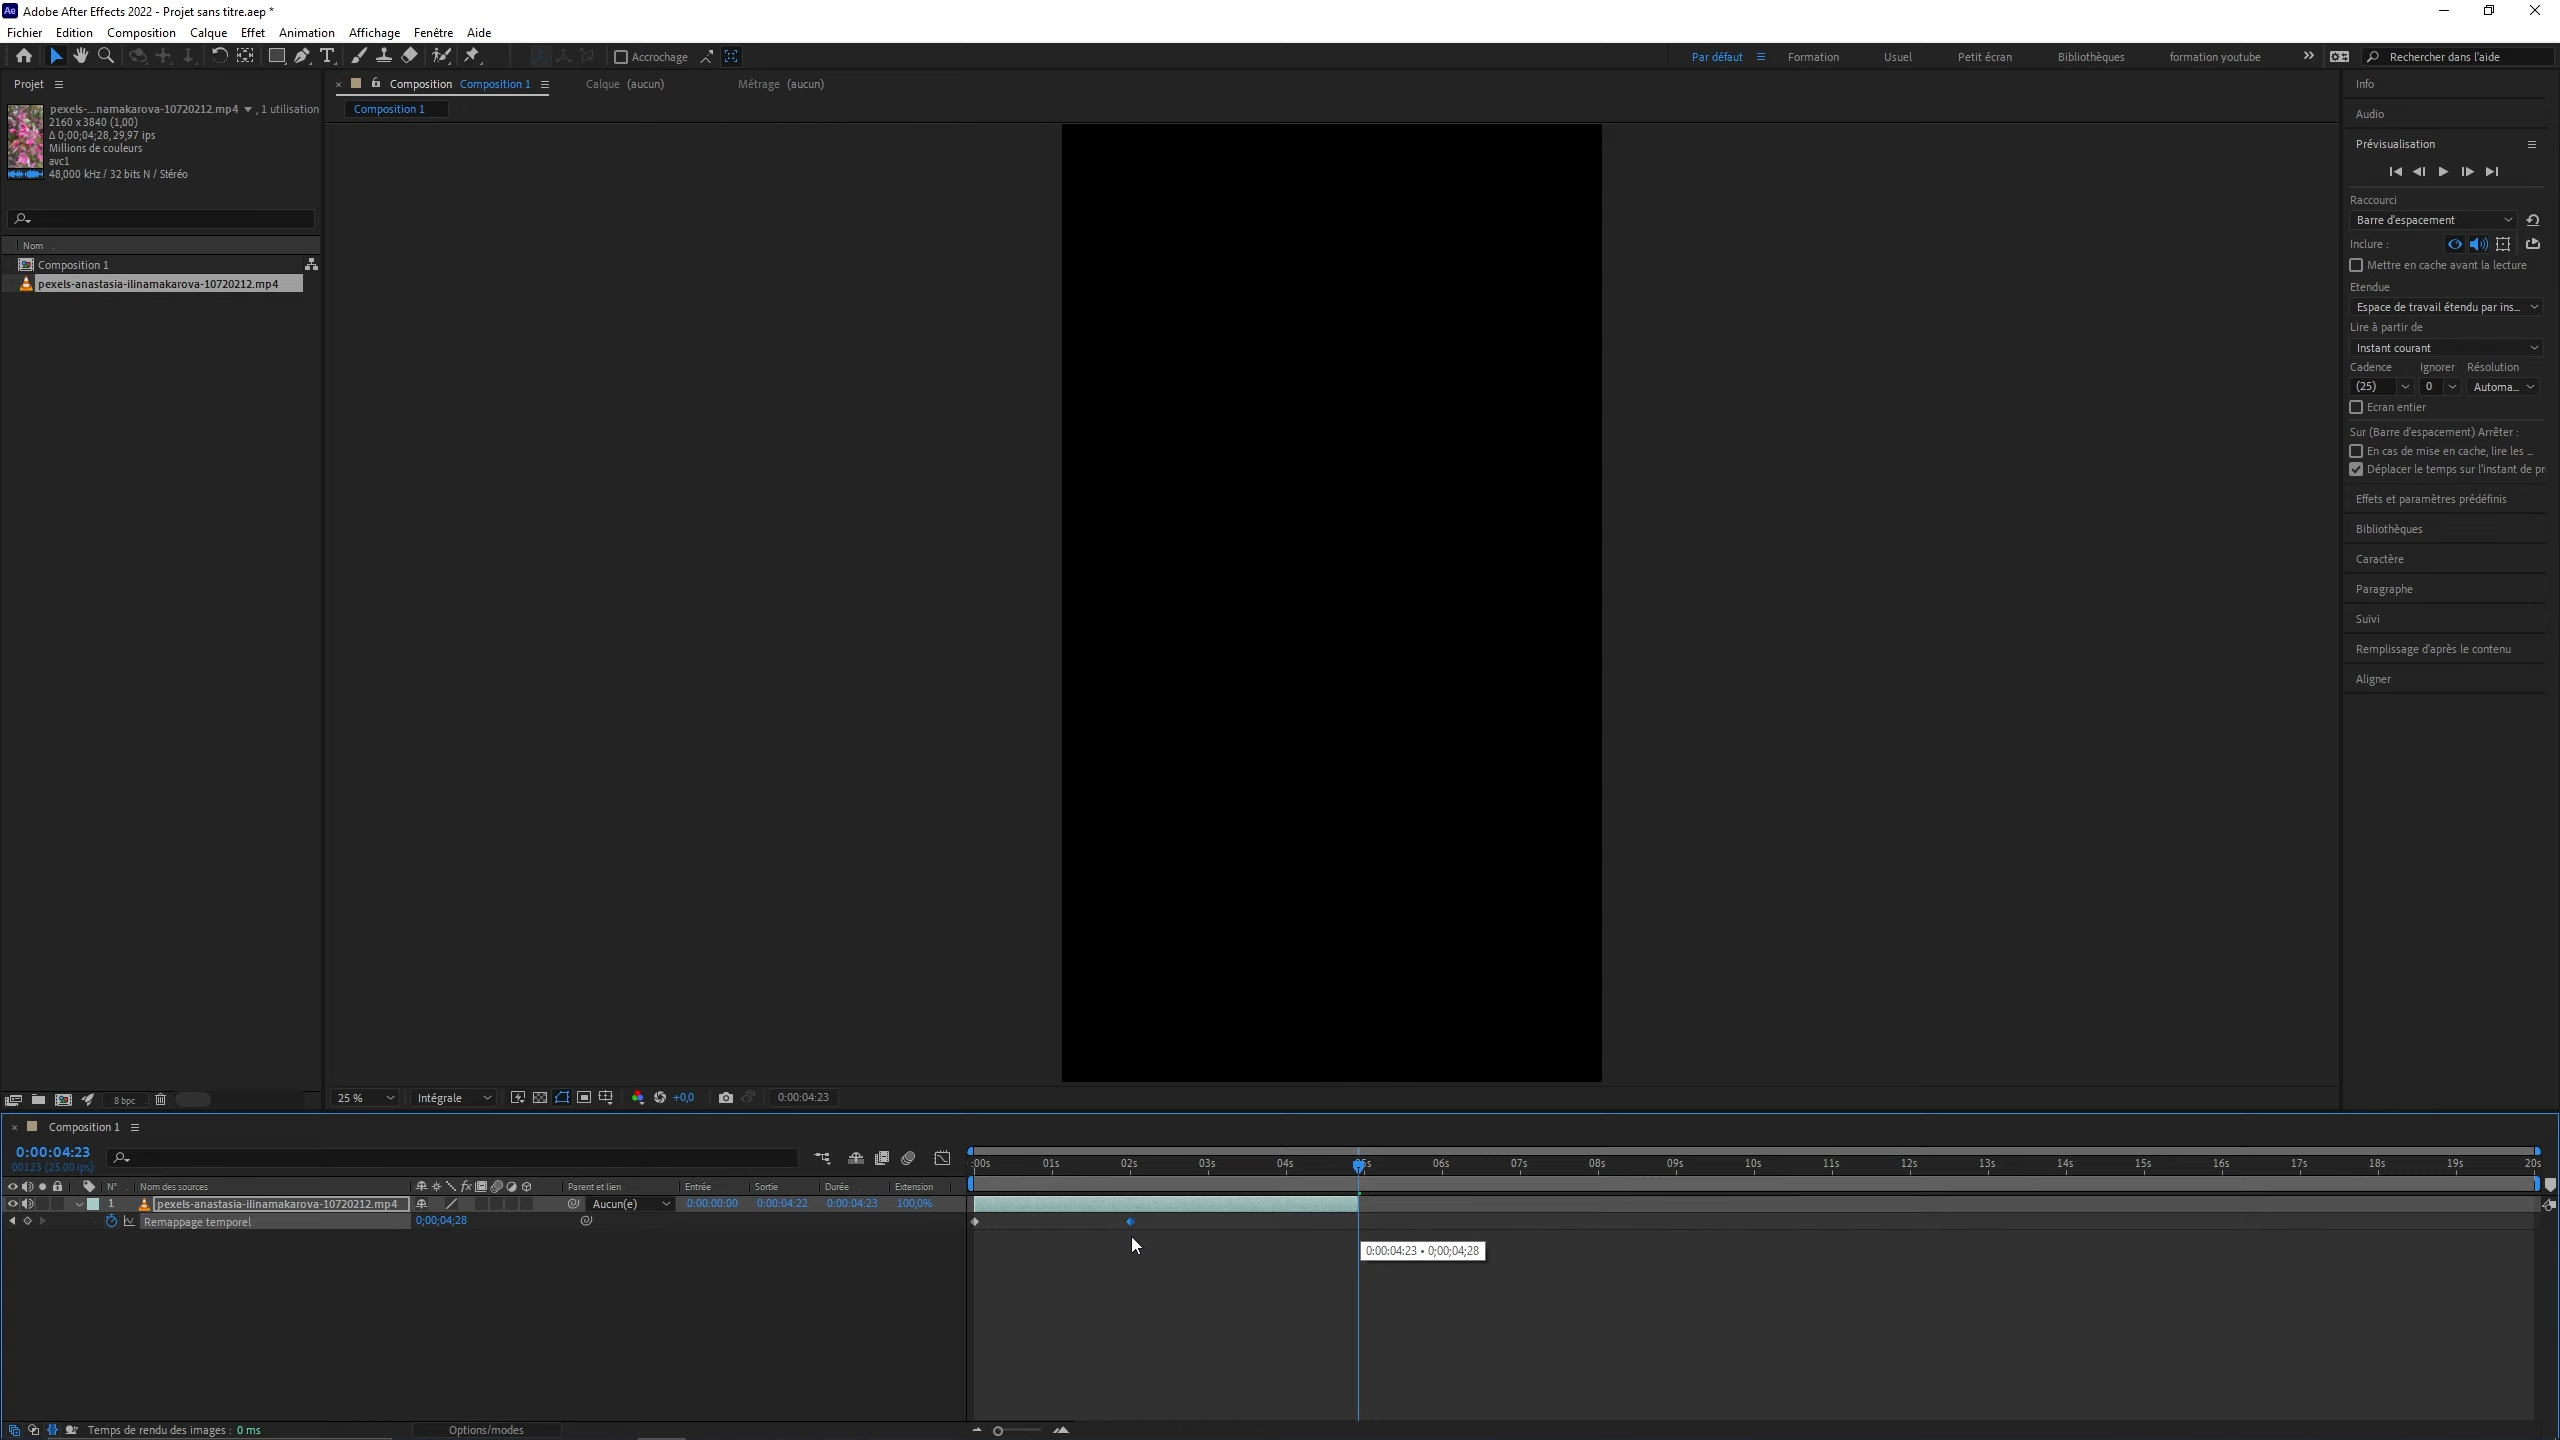 Adobe After Effects 2022 - Projet sans titre.aep *
Fichier Edition Composition Calque Effet Animation Affichage Fenêtre Aide
Accrochage
Par défaut Formation Usuel Petit écran Bibliothèques formation youtube Rechercher dans l'aide
Projet
Composition Composition 1 Calque (aucun) Métrage (aucun)
Composition 1
pexels-...namakarova-10720212.mp4 , 1 utilisation
2160 x 3840 (1,00)
Δ 0;00;04;28, 29,97 ips
Millions de couleurs
avc1
48,000 kHz / 32 bits N / Stéréo
Nom
Composition 1
pexels-anastasia-ilinamakarova-10720212.mp4
Info
Audio
Prévisualisation
Raccourci
Barre d'espacement
Inclure :
Mettre en cache avant la lecture
Etendue
Espace de travail étendu par ins...
Lire à partir de
Instant courant
Cadence Ignorer Résolution
(25) 0 Automa...
Ecran entier
Sur (Barre d'espacement) Arrêter :
En cas de mise en cache, lire les ...
Déplacer le temps sur l'instant de pr
Effets et paramètres prédéfinis
Bibliothèques
Caractère
Paragraphe
Suivi
Remplissage d'après le contenu
Aligner
8 bpc
25 % Intégrale +0,0 0:00:04:23
Composition 1
0:00:04:23
00123 (25.00 ips)
:00s 01s 02s 03s 04s 05s 06s 07s 08s 09s 10s 11s 12s 13s 14s 15s 16s 17s 18s 19s 20s
N° Nom des sources Parent et lien Entrée Sortie Durée Extension
1 pexels-anastasia-ilinamakarova-10720212.mp4 Aucun(e) 0:00:00:00 0:00:04:22 0:00:04:23 100,0%
Remappage temporel 0;00;04;28
0:00:04:23 • 0;00;04;28
Temps de rendu des images : 0 ms Options/modes